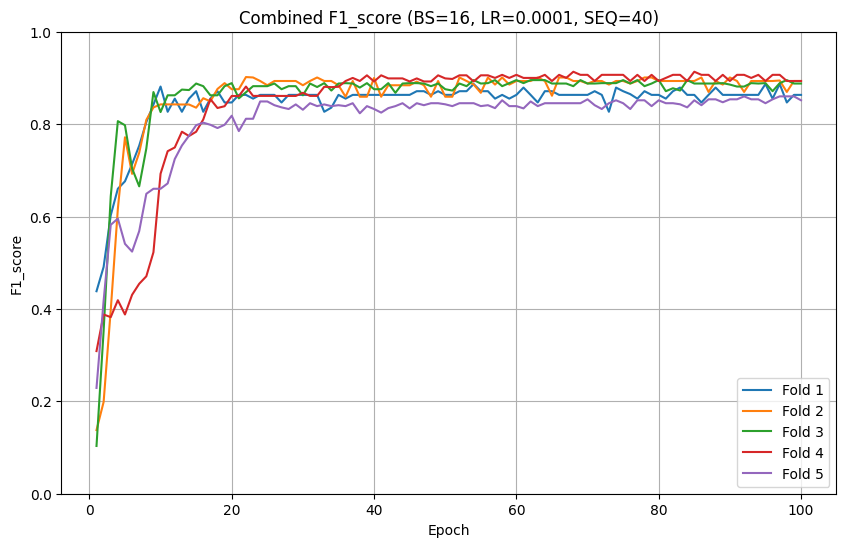 Combined F1_score (BS=16, LR=0.0001, SEQ=40)
1.0
0.8
0.6
0.4
0.2
0.0
F1_score
0 20 40 60 80 100
Epoch
Fold 1
Fold 2
Fold 3
Fold 4
Fold 5